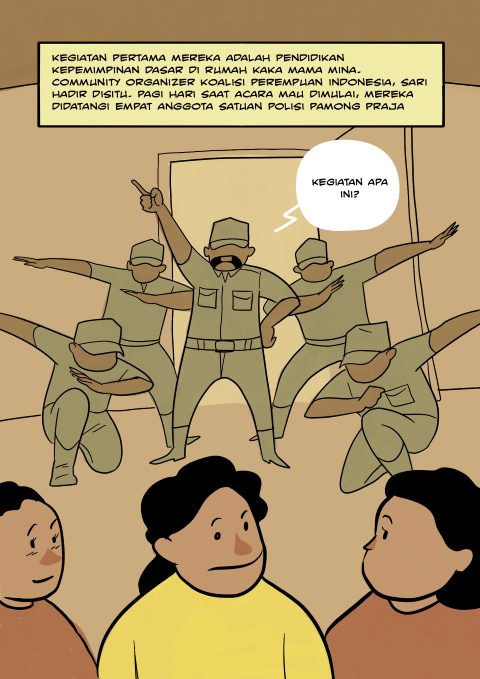 KEGIATAN PERTAMA MEREKA ADALAH PENDIDIKAN
KEPEMIMPINAN DASAR DI RUMAH KAKA MAMA MINA.
COMMUNITY ORGANIZER KOALISI PEREMPUAN INDONESIA, SARI
HADIR DISITU. PAGI HARI SAAT ACARA MAU DIMULAI, MEREKA
DIDATANGI EMPAT ANGGOTA SATUAN POLISI PAMONG PRAJA
KEGIATAN APA
INI?